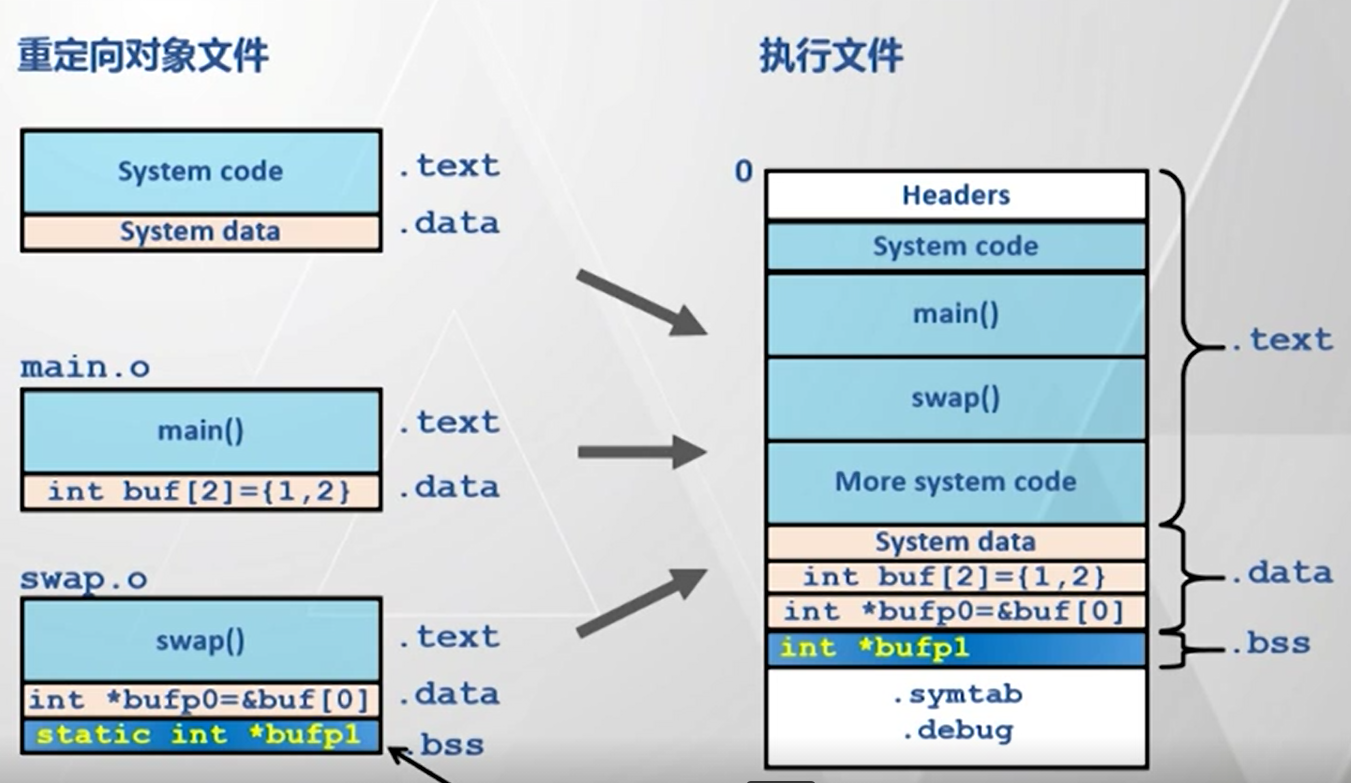 重定向对象文件
System code
.text
System data
.data
main.o
main()
.text
int buf[2]={1,2}
.data
swap.o
swap()
.text
int *bufp0=&buf[0]
.data
static int *bufp1
.bss
执行文件
0
Headers
System code
main()
swap()
More system code
.text
System data
int buf[2]={1,2}
int *bufp0=&buf[0]
.data
int *bufp1
.bss
.symtab
.debug